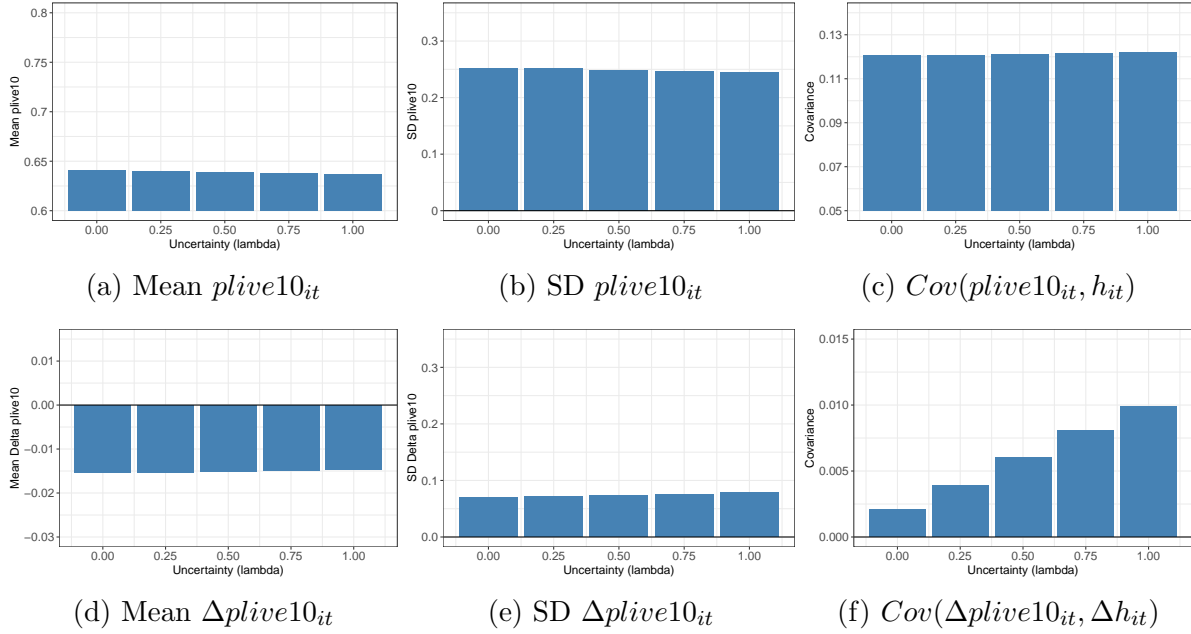 0.8
0.75
0.7
0.65
0.6
Mean plive10
0.00 0.25 0.50 0.75 1.00
Uncertainty (lambda)
(a) Mean plive10it
0.3
0.2
0.1
0
SD plive10
0.00 0.25 0.50 0.75 1.00
Uncertainty (lambda)
(b) SD plive10it
0.13
0.11
0.09
0.07
0.05
Covariance
0.00 0.25 0.50 0.75 1.00
Uncertainty (lambda)
(c) Cov(plive10it, hit)
0.01
0.00
−0.01
−0.02
−0.03
Mean Delta plive10
0.00 0.25 0.50 0.75 1.00
Uncertainty (lambda)
(d) Mean Δplive10it
0.3
0.2
0.1
0.0
SD Delta plive10
0.00 0.25 0.50 0.75 1.00
Uncertainty (lambda)
(e) SD Δplive10it
0.015
0.010
0.005
0.000
Covariance
0.00 0.25 0.50 0.75 1.00
Uncertainty (lambda)
(f) Cov(Δplive10it, Δhit)